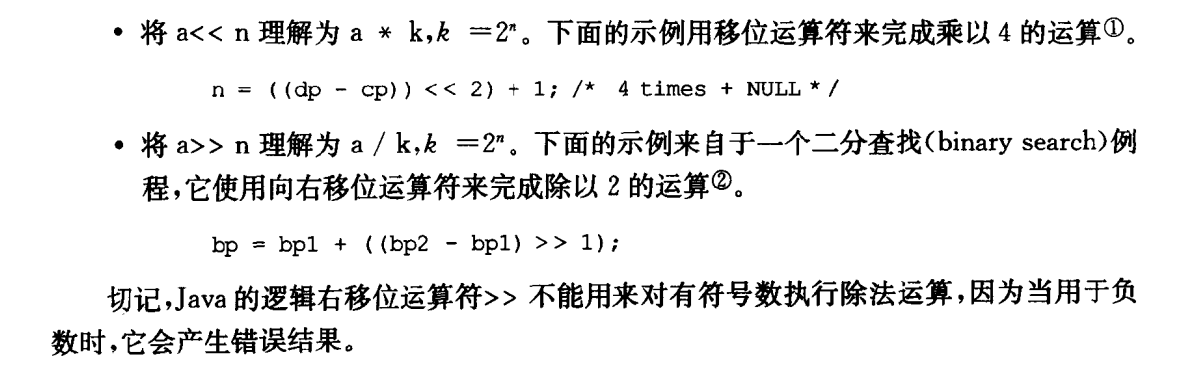 • 将 a<< n 理解为 a * k,k =2ⁿ。下面的示例用移位运算符来完成乘以 4 的运算①。
n = ((dp - cp)) << 2) + 1; /* 4 times + NULL */
• 将 a>> n 理解为 a / k,k =2ⁿ。下面的示例来自于一个二分查找(binary search)例
程,它使用向右移位运算符来完成除以 2 的运算②。
bp = bp1 + ((bp2 - bp1) >> 1);
切记,Java 的逻辑右移位运算符>> 不能用来对有符号数执行除法运算,因为当用于负
数时,它会产生错误结果。